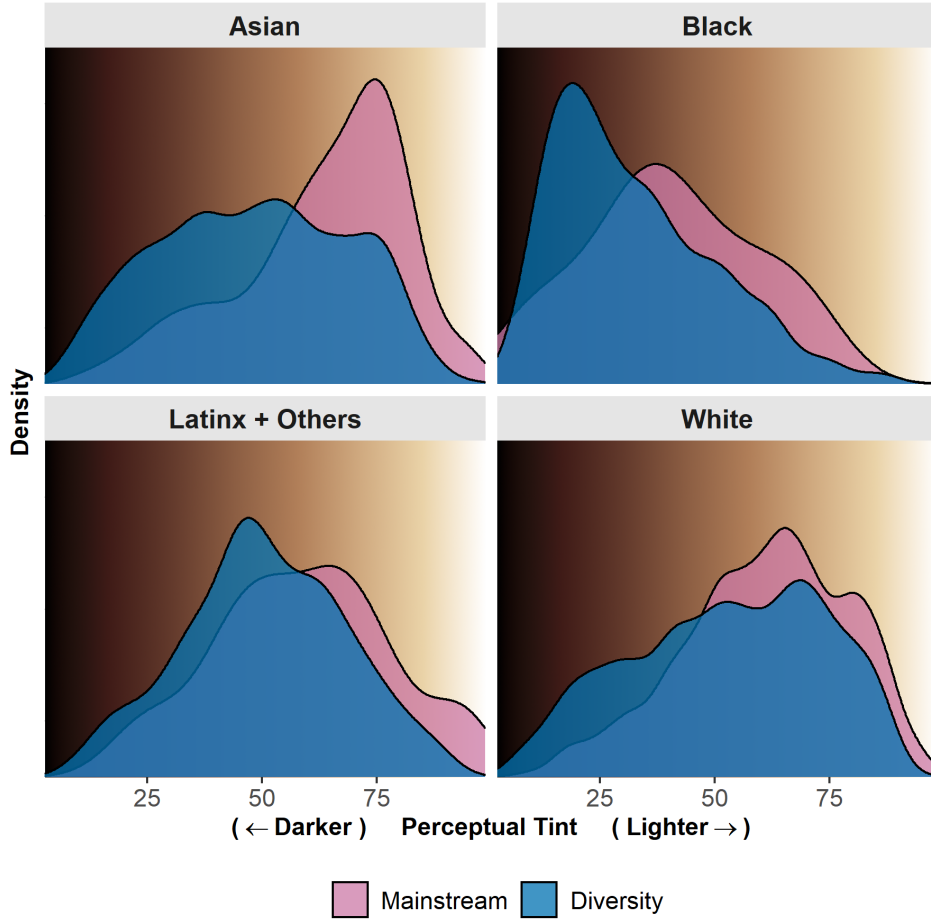 Asian
Black
Density
Latinx + Others
White
25 50 75
25 50 75
( ← Darker ) Perceptual Tint ( Lighter → )
Mainstream Diversity